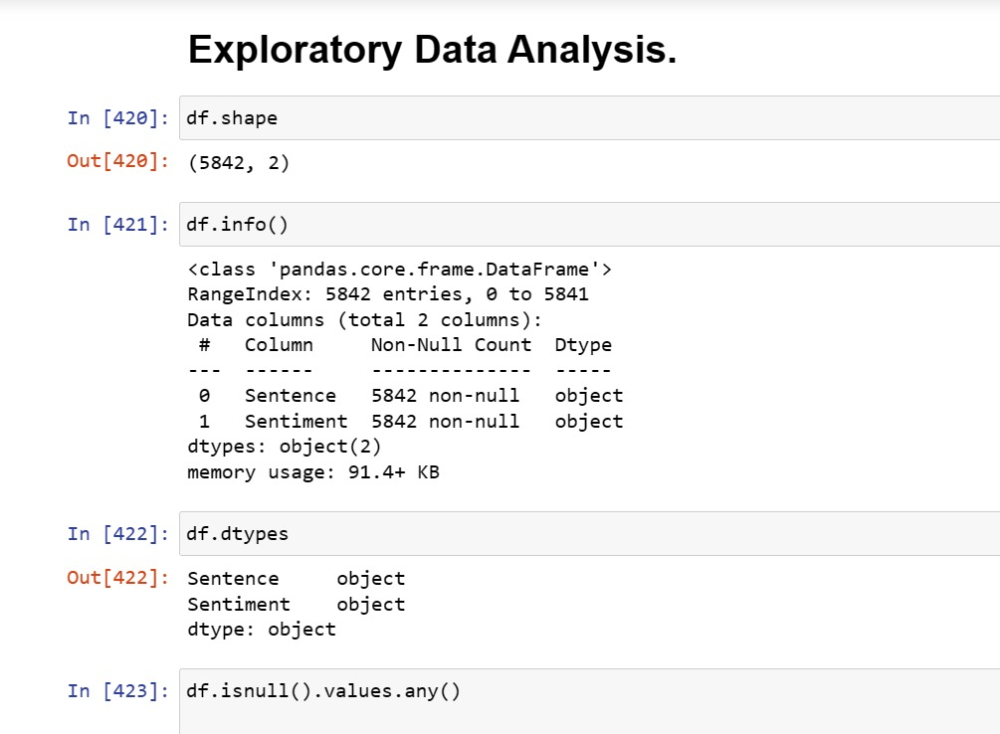 Exploratory Data Analysis.
In [420]: df.shape
Out[420]: (5842, 2)
In [421]: df.info()
<class 'pandas.core.frame.DataFrame'>
RangeIndex: 5842 entries, 0 to 5841
Data columns (total 2 columns):
 #   Column     Non-Null Count  Dtype
---  ------     --------------  -----
 0   Sentence   5842 non-null   object
 1   Sentiment  5842 non-null   object
dtypes: object(2)
memory usage: 91.4+ KB
In [422]: df.dtypes
Out[422]: Sentence     object
Sentiment    object
dtype: object
In [423]: df.isnull().values.any()